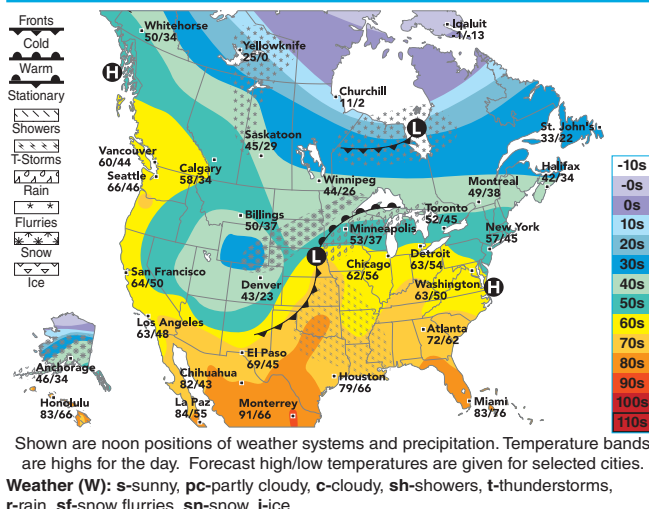 Fronts
Cold
Warm
Stationary
Showers
T-Storms
Rain
Flurries
Snow
Ice
Whitehorse
50/34
Yellowknife
25/0
Iqaluit
-1/-13
H
Churchill
11/2
L
St. John's
33/22
Saskatoon
45/29
Vancouver
60/44
Calgary
58/34
Seattle
66/46
Winnipeg
44/26
Montreal
49/38
Halifax
42/34
Billings
50/37
Minneapolis
53/37
Toronto
52/45
New York
57/45
L
San Francisco
64/50
Denver
43/23
Chicago
62/56
Detroit
63/54
Washington
63/50
H
Los Angeles
63/48
Atlanta
72/62
El Paso
69/45
Anchorage
46/34
Chihuahua
82/43
Houston
79/66
Honolulu
83/66
La Paz
84/55
Monterrey
91/66
Miami
83/76
-10s
-0s
0s
10s
20s
30s
40s
50s
60s
70s
80s
90s
100s
110s
Shown are noon positions of weather systems and precipitation. Temperature bands
are highs for the day. Forecast high/low temperatures are given for selected cities.
Weather (W): s-sunny, pc-partly cloudy, c-cloudy, sh-showers, t-thunderstorms,
r-rain, sf-snow flurries, sn-snow, i-ice